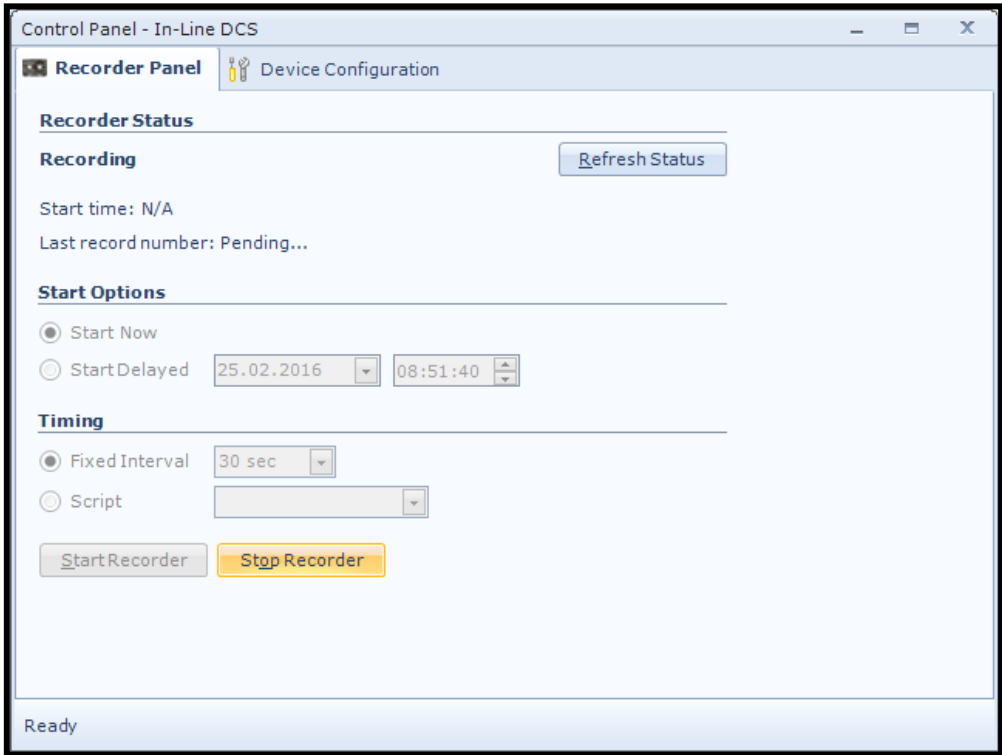 Control Panel - In-Line DCS
Recorder Panel Device Configuration
Recorder Status
Recording Refresh Status
Start time: N/A
Last record number: Pending...
Start Options
Start Now
Start Delayed 25.02.2016 08:51:40
Timing
Fixed Interval 30 sec
Script
Start Recorder Stop Recorder
Ready